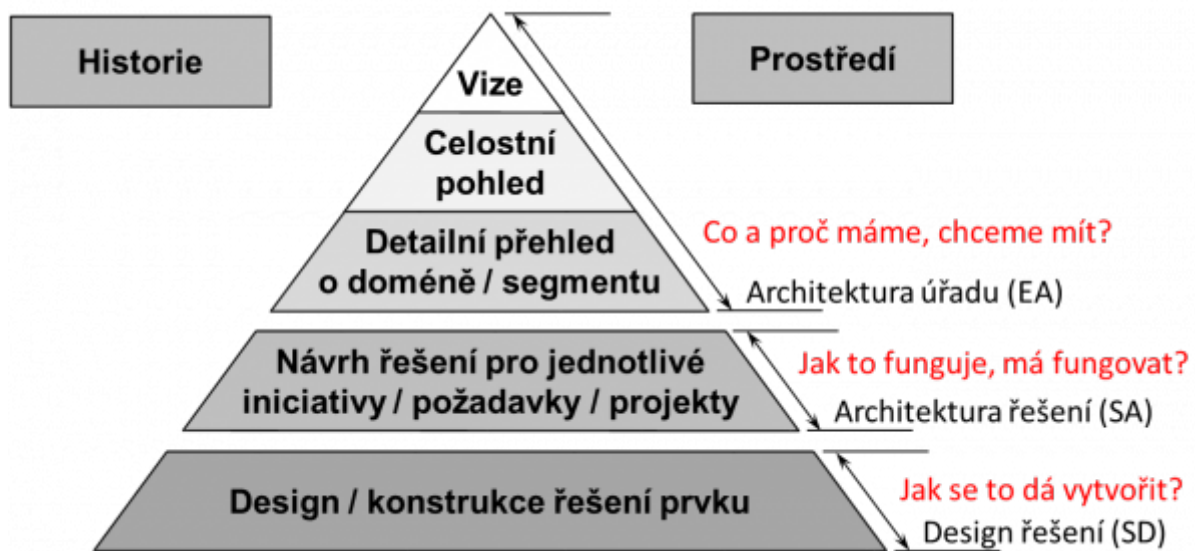 Historie
Prostředí
Vize
Celostní
pohled
Detailní přehled
o doméně / segmentu
Co a proč máme, chceme mít?
Architektura úřadu (EA)
Návrh řešení pro jednotlivé
iniciativy / požadavky / projekty
Jak to funguje, má fungovat?
Architektura řešení (SA)
Design / konstrukce řešení prvku
Jak se to dá vytvořit?
Design řešení (SD)